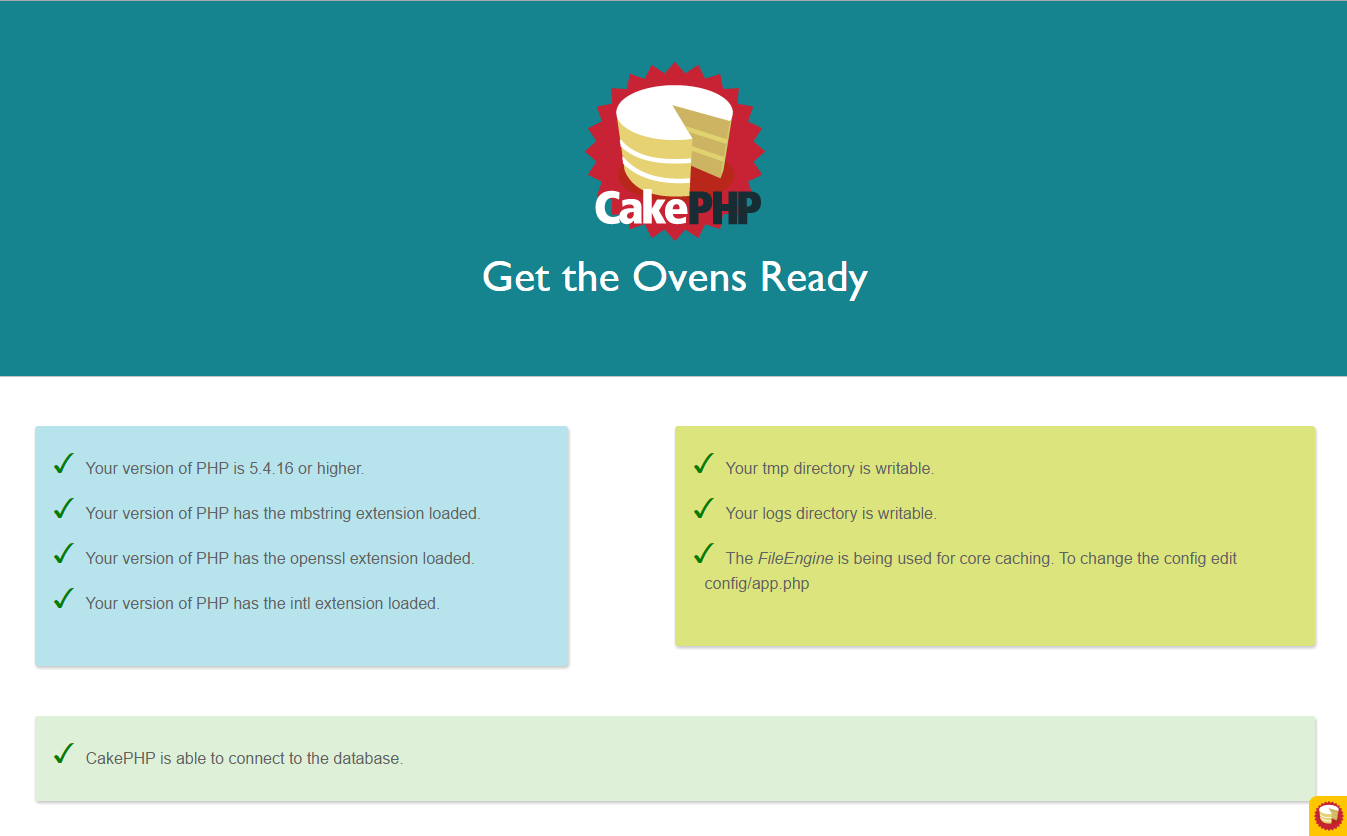 CakePHP
Get the Ovens Ready
Your version of PHP is 5.4.16 or higher.
Your version of PHP has the mbstring extension loaded.
Your version of PHP has the openssl extension loaded.
Your version of PHP has the intl extension loaded.
Your tmp directory is writable.
Your logs directory is writable.
The FileEngine is being used for core caching. To change the config edit
config/app.php
CakePHP is able to connect to the database.